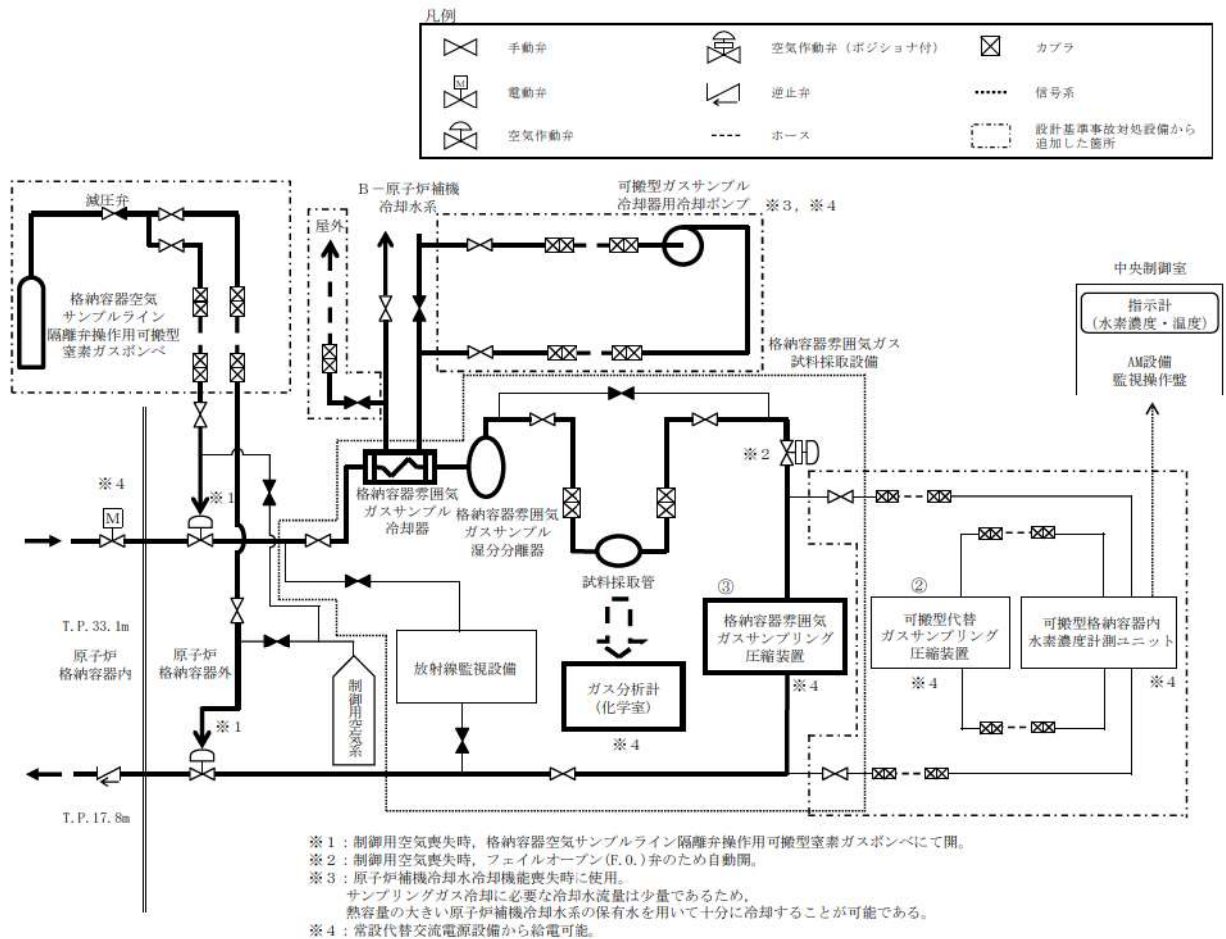 凡例
手動弁
空気作動弁（ポジショナ付）
カプラ
M
電動弁
逆止弁
信号系
空気作動弁
ホース
設計基準事故対処設備から
追加した箇所
減圧弁
格納容器空気
サンプルライン
隔離弁操作用可搬型
窒素ガスボンベ
屋外
B－原子炉補機
冷却水系
可搬型ガスサンプル
冷却器用冷却ポンプ
※3，※4
格納容器雰囲気ガス
試料採取設備
中央制御室
指示計
（水素濃度・温度）
AM設備
監視操作盤
※4
M
※1
格納容器雰囲気
ガスサンプル
冷却器
格納容器雰囲気
ガスサンプル
湿分分離器
※2
試料採取管
T.P.33.1m
原子炉
格納容器内
原子炉
格納容器外
※1
制御用空気系
放射線監視設備
ガス分析計
（化学室）
※4
③
格納容器雰囲気
ガスサンプリング
圧縮装置
※4
②
可搬型代替
ガスサンプリング
圧縮装置
※4
可搬型格納容器内
水素濃度計測ユニット
※4
T.P.17.8m
※1：制御用空気喪失時，格納容器空気サンプルライン隔離弁操作用可搬型窒素ガスボンベにて開。
※2：制御用空気喪失時，フェイルオープン(F.O.)弁のため自動開。
※3：原子炉補機冷却水冷却機能喪失時に使用。
サンプリングガス冷却に必要な冷却水流量は少量であるため，
熱容量の大きい原子炉補機冷却水系の保有水を用いて十分に冷却することが可能である。
※4：常設代替交流電源設備から給電可能。